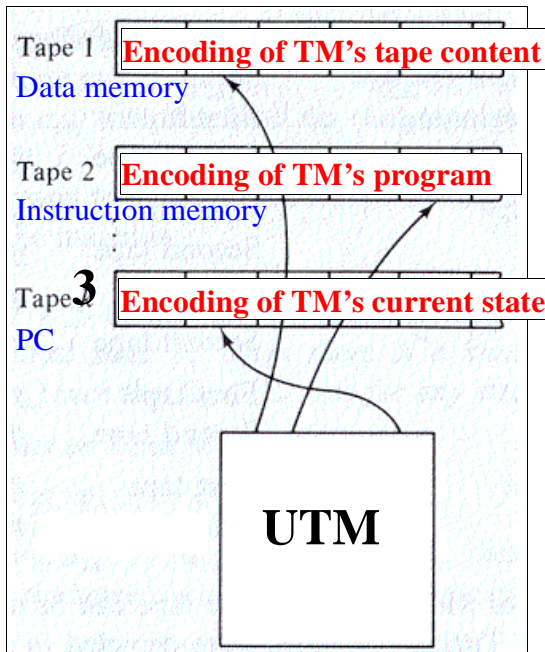 Tape 1 Encoding of TM's tape content
Data memory
Tape 2 Encoding of TM's program
Instruction memory
Tape 3 Encoding of TM's current state
PC
UTM